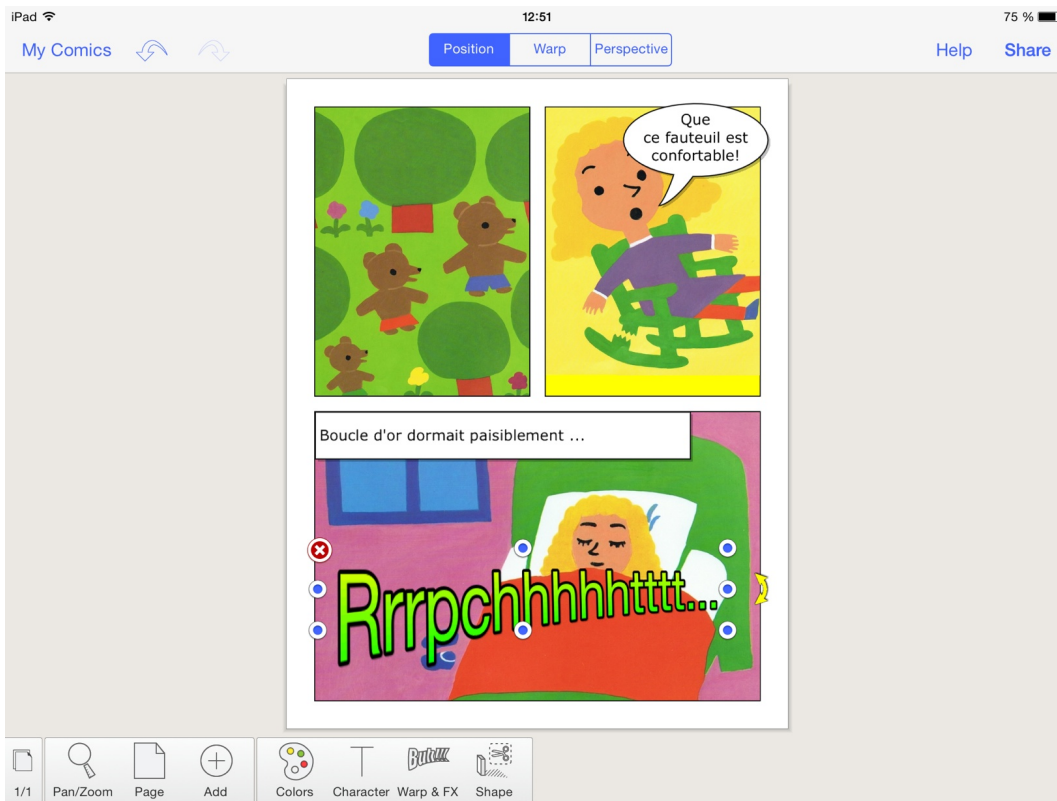 iPad 12:51 75 %
My Comics Position Warp Perspective Help Share
Que
ce fauteuil est
confortable!
Boucle d'or dormait paisiblement ...
Rrrpchhhhhtttt...
1/1 Pan/Zoom Page Add Colors Character Warp & FX Shape